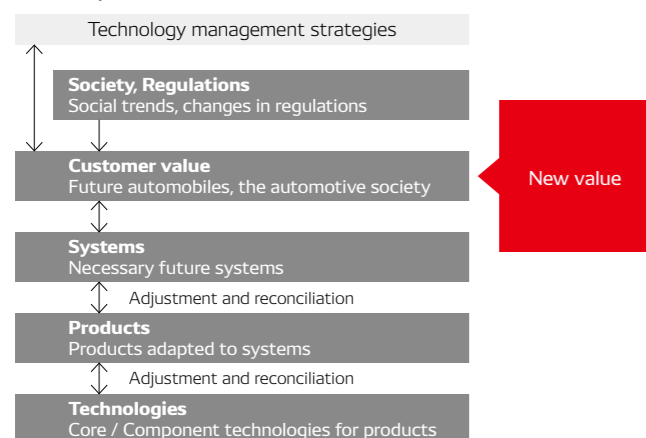 Technology management strategies
Society, Regulations
Social trends, changes in regulations
Customer value
Future automobiles, the automotive society
New value
Systems
Necessary future systems
Adjustment and reconciliation
Products
Products adapted to systems
Adjustment and reconciliation
Technologies
Core / Component technologies for products